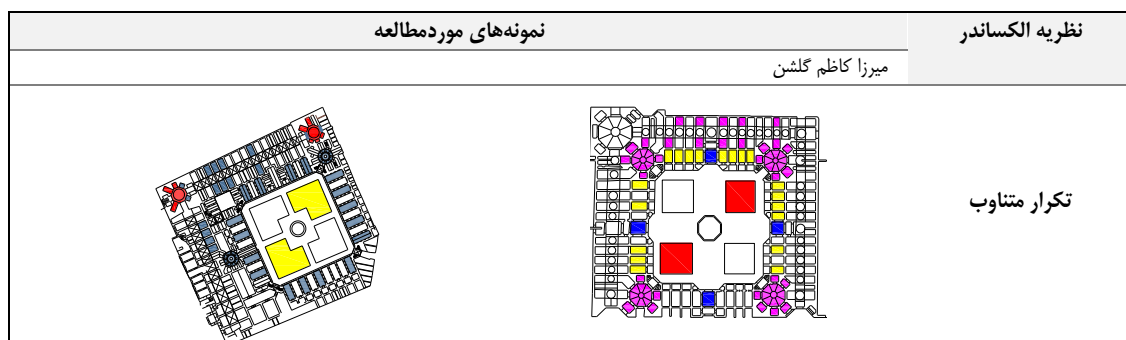 نظریه الکساندر
نمونه‌های موردمطالعه
میرزا کاظم گلشن
تکرار متناوب